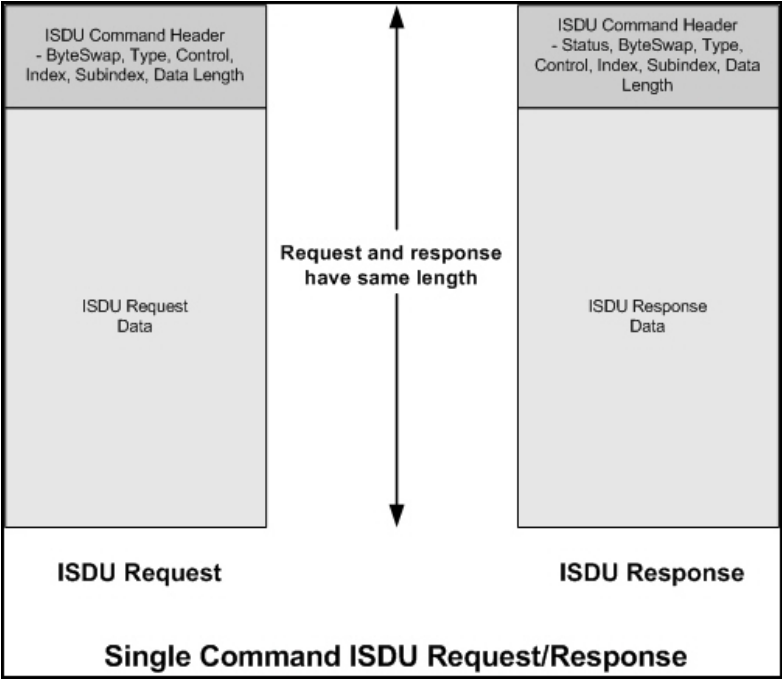 ISDU Command Header
- ByteSwap, Type, Control,
Index, Subindex, Data Length
ISDU Command Header
- Status, ByteSwap, Type,
Control, Index, Subindex, Data
Length
Request and response
have same length
ISDU Request
Data
ISDU Response
Data
ISDU Request
ISDU Response
Single Command ISDU Request/Response